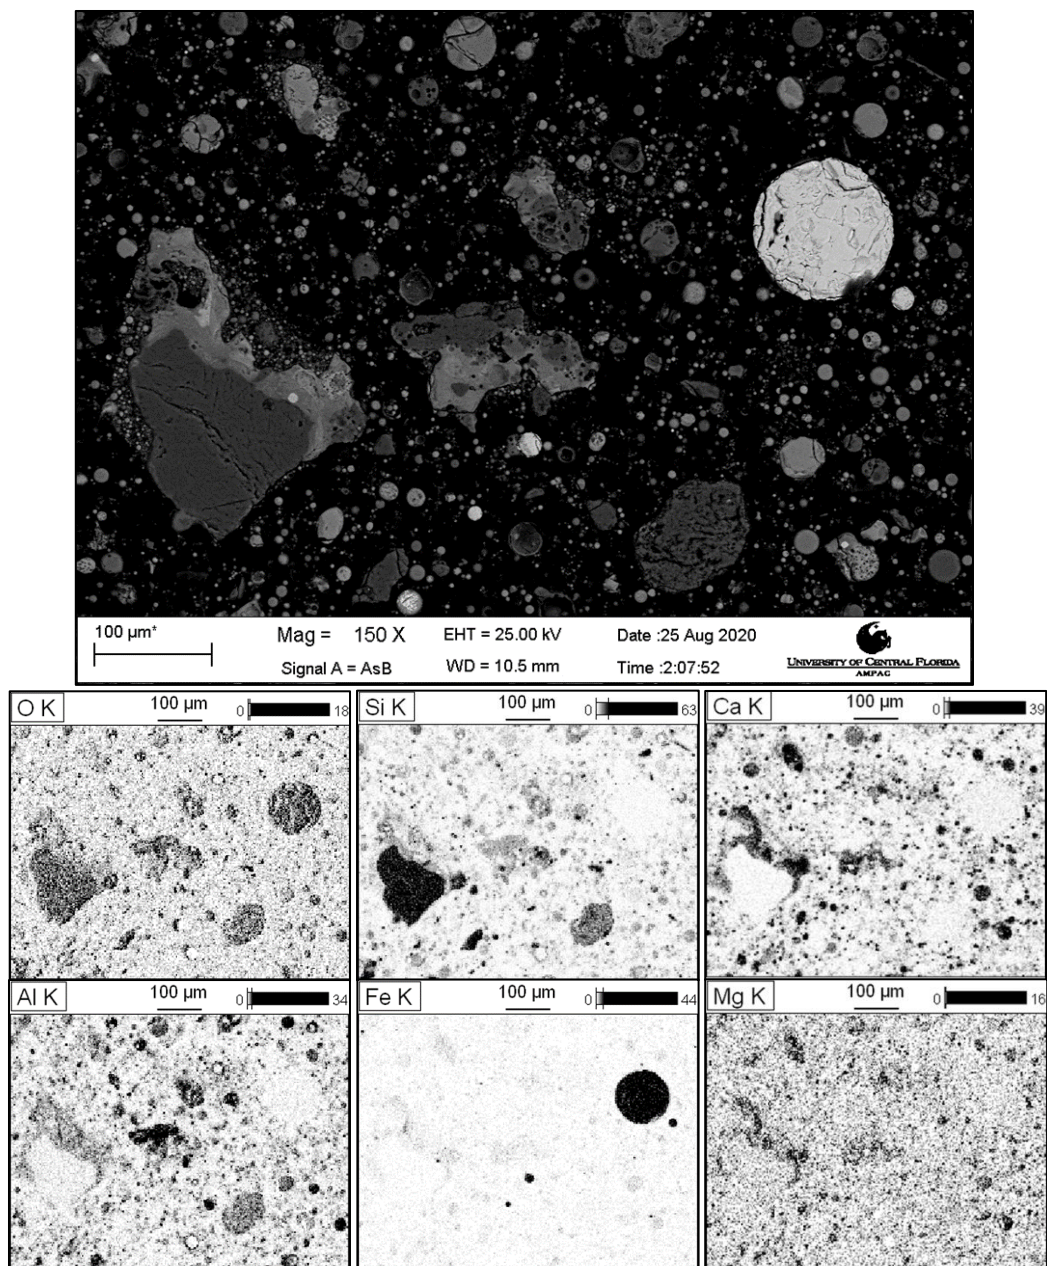 100 µm*
Mag = 150 X
EHT = 25.00 kV
Date :25 Aug 2020
Signal A = AsB
WD = 10.5 mm
Time :2:07:52
UNIVERSITY OF CENTRAL FLORIDA
AMPAC
O K 100 µm 0 18
Si K 100 µm 0 63
Ca K 100 µm 0 39
Al K 100 µm 0 34
Fe K 100 µm 0 44
Mg K 100 µm 0 16